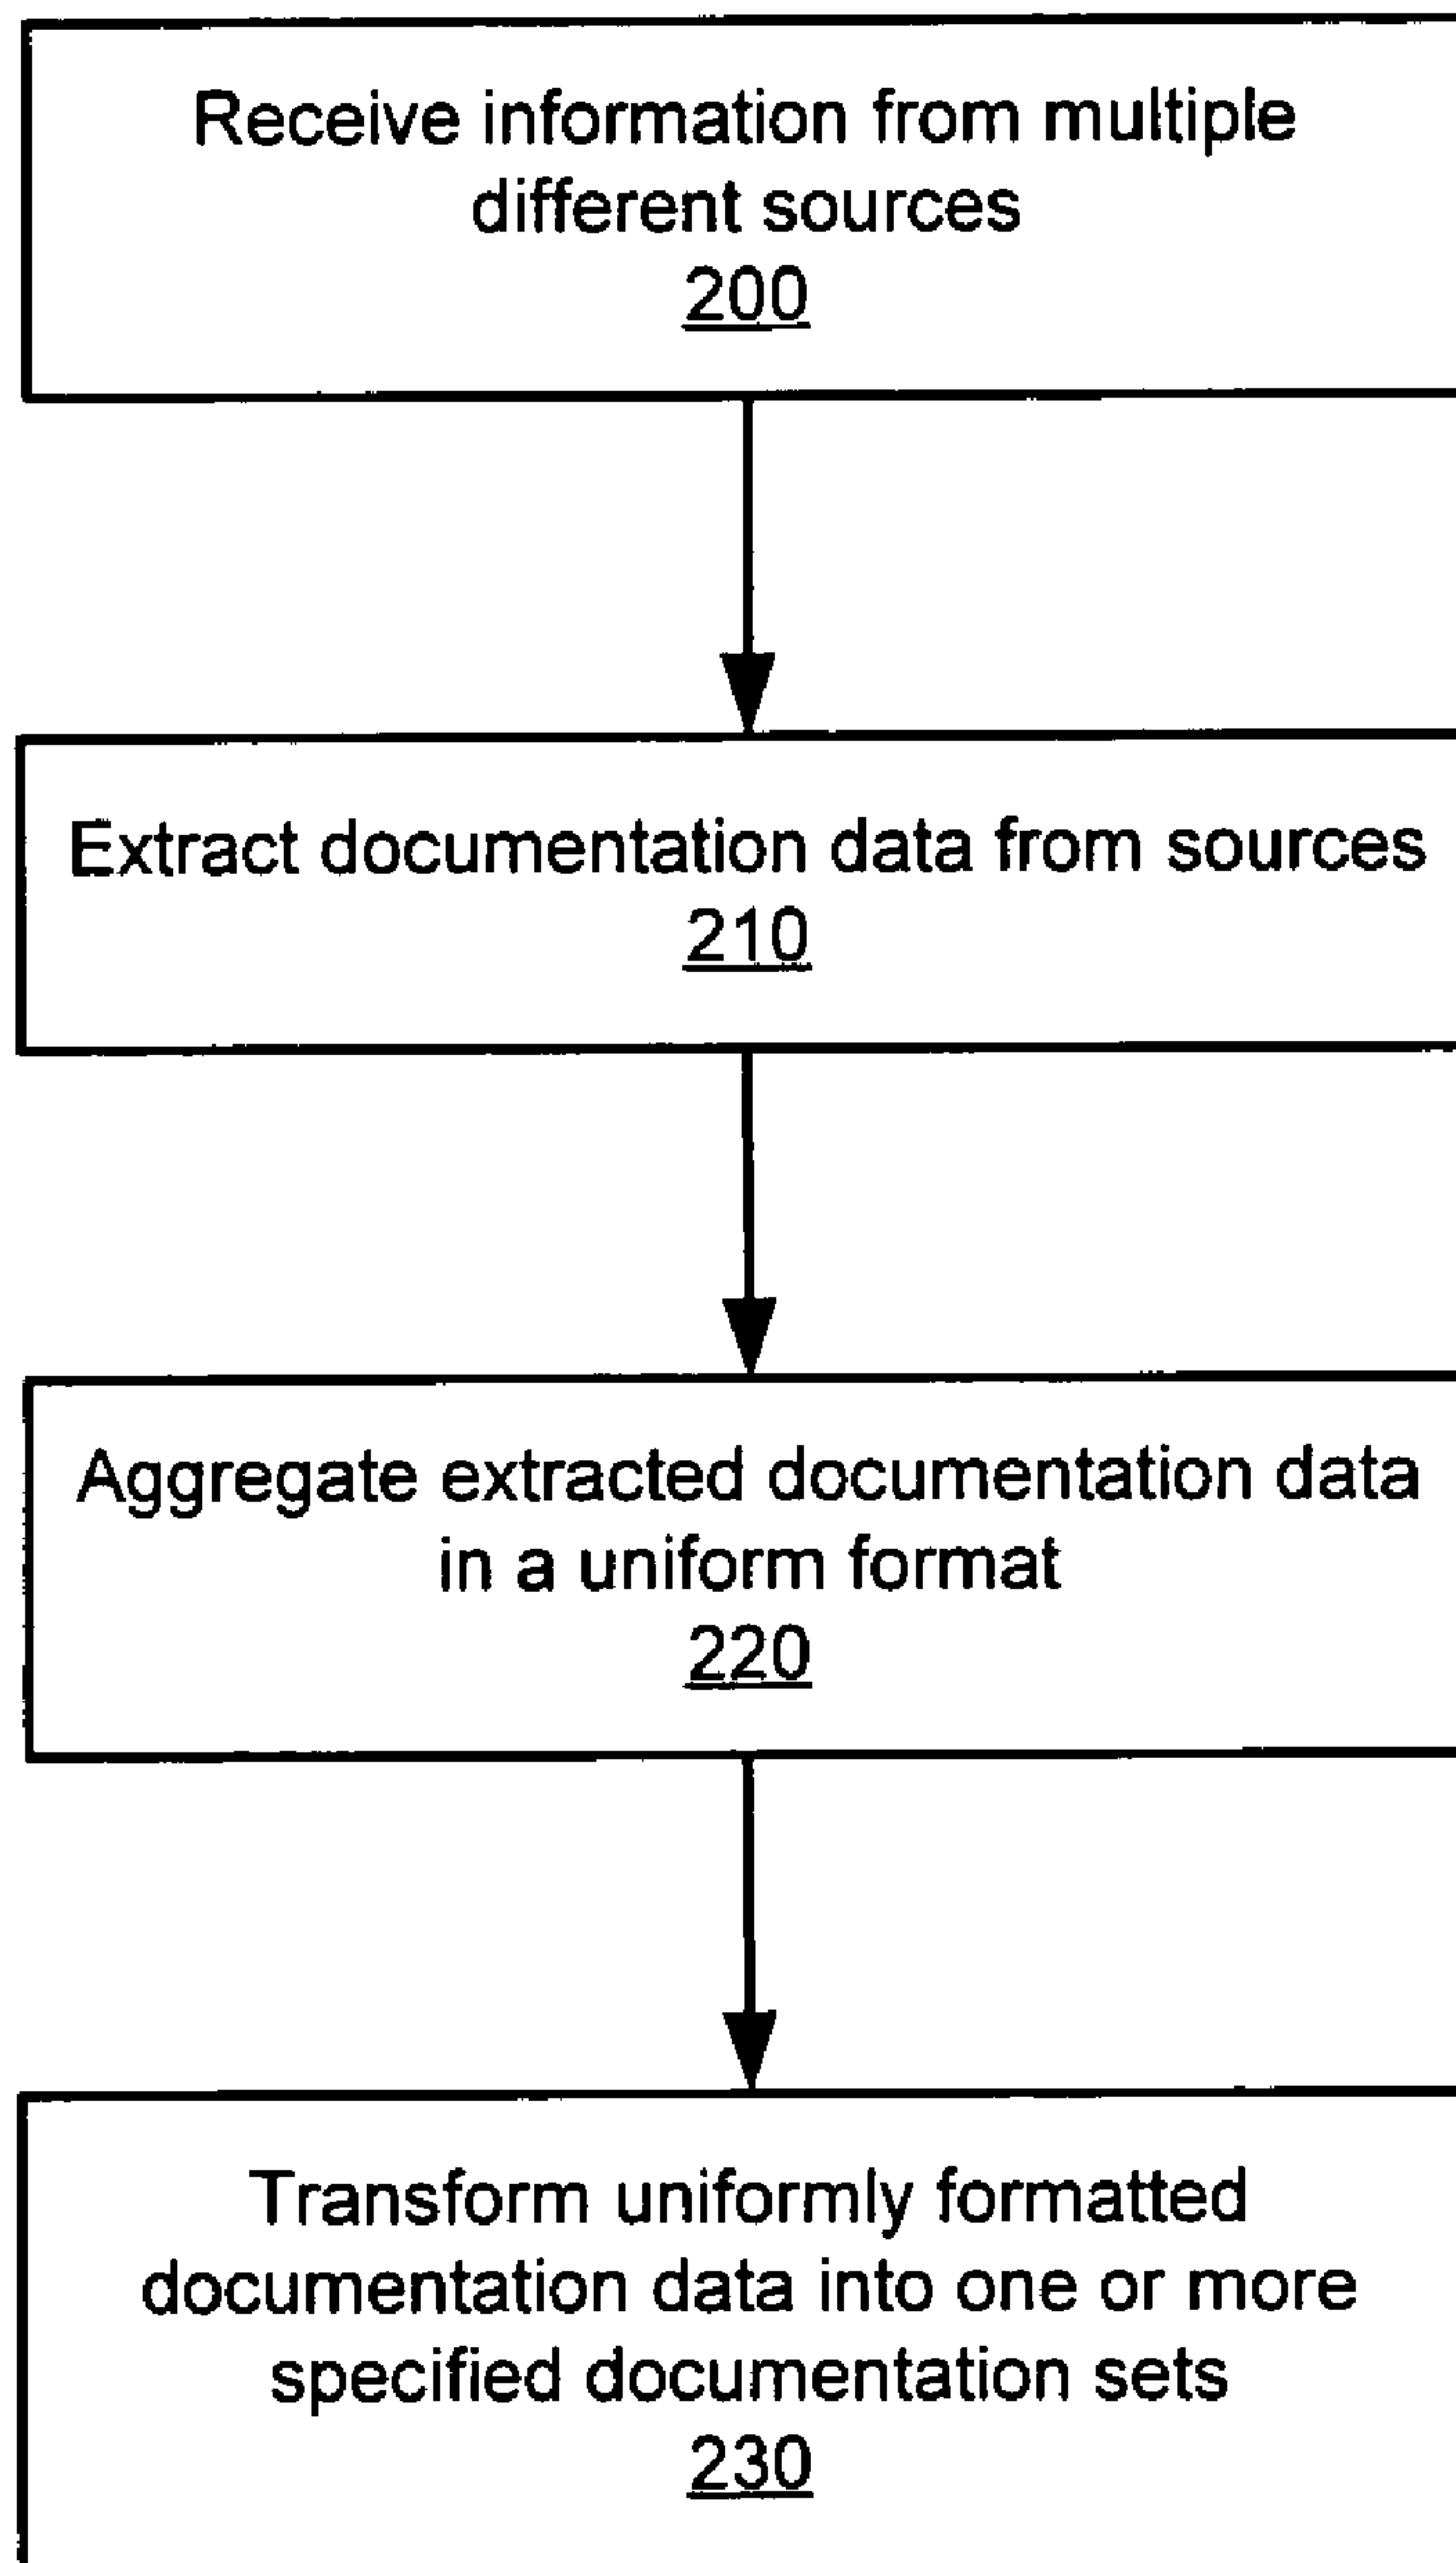 Receive information from multiple
different sources
200
Extract documentation data from sources
210
Aggregate extracted documentation data
in a uniform format
220
Transform uniformly formatted
documentation data into one or more
specified documentation sets
230